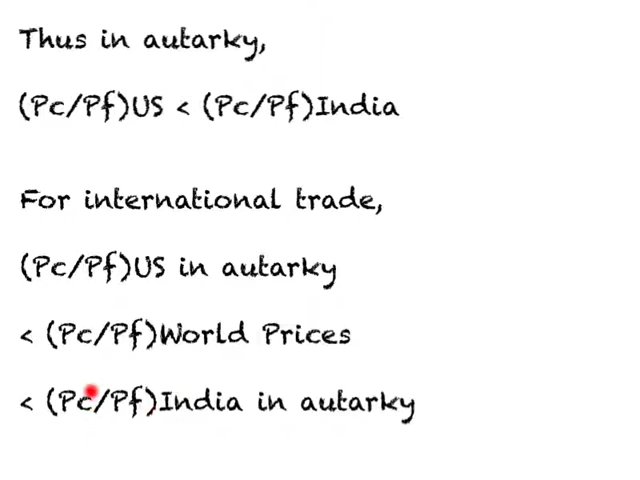 Thus in autarky,
(Pc/Pf)US < (Pc/Pf)India
For international trade,
(Pc/Pf)US in autarky
< (Pc/Pf)World Prices
< (Pc/Pf)India in autarky